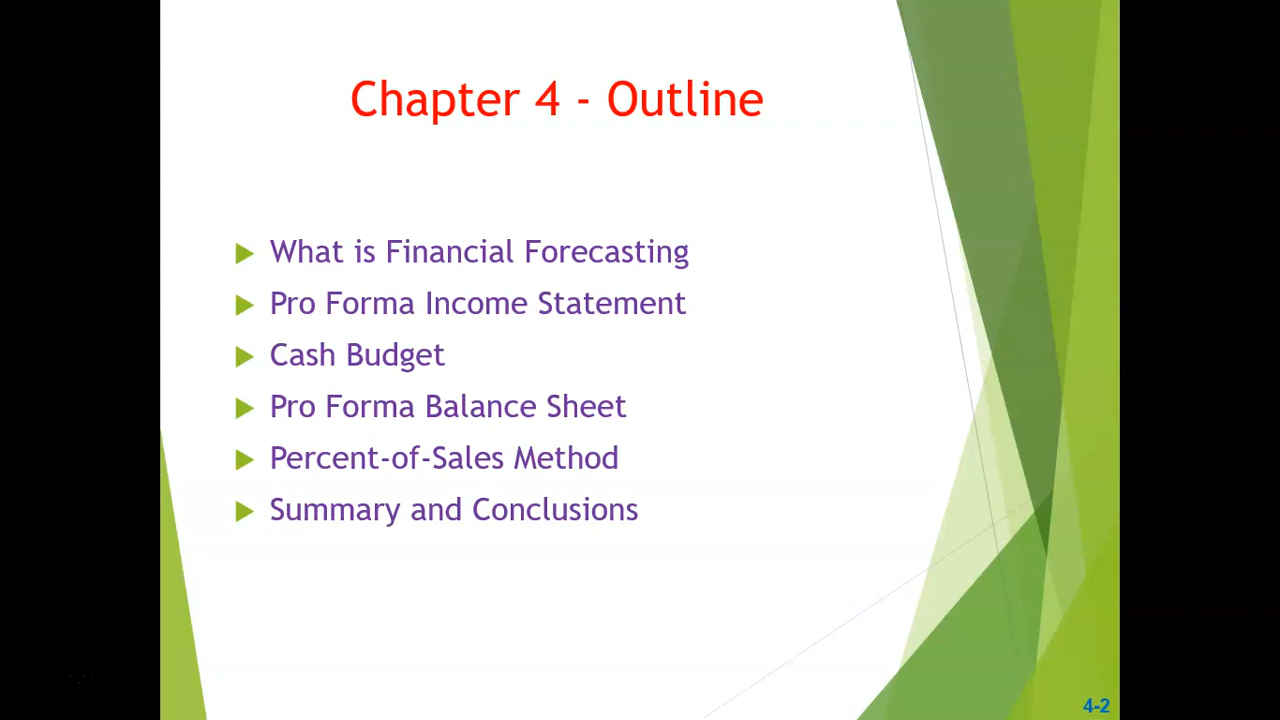 Chapter 4 - Outline
What is Financial Forecasting
Pro Forma Income Statement
Cash Budget
Pro Forma Balance Sheet
Percent-of-Sales Method
Summary and Conclusions
4-2